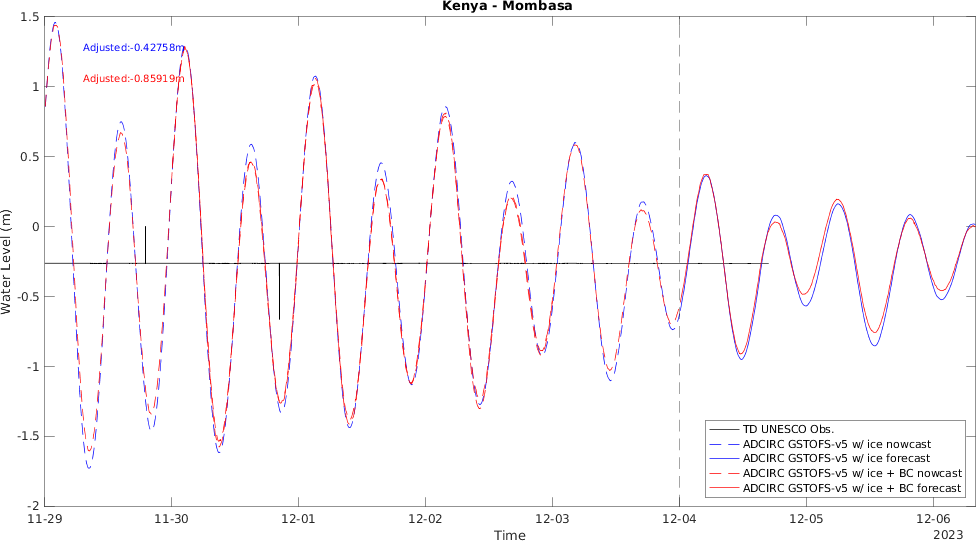 Kenya - Mombasa
Adjusted:-0.42758m
Adjusted:-0.85919m
Water Level (m)
1.5
1
0.5
0
-0.5
-1
-1.5
-2
11-29 11-30 12-01 12-02 12-03 12-04 12-05 12-06
Time
2023
TD UNESCO Obs.
ADCIRC GSTOFS-v5 w/ ice nowcast
ADCIRC GSTOFS-v5 w/ ice forecast
ADCIRC GSTOFS-v5 w/ ice + BC nowcast
ADCIRC GSTOFS-v5 w/ ice + BC forecast